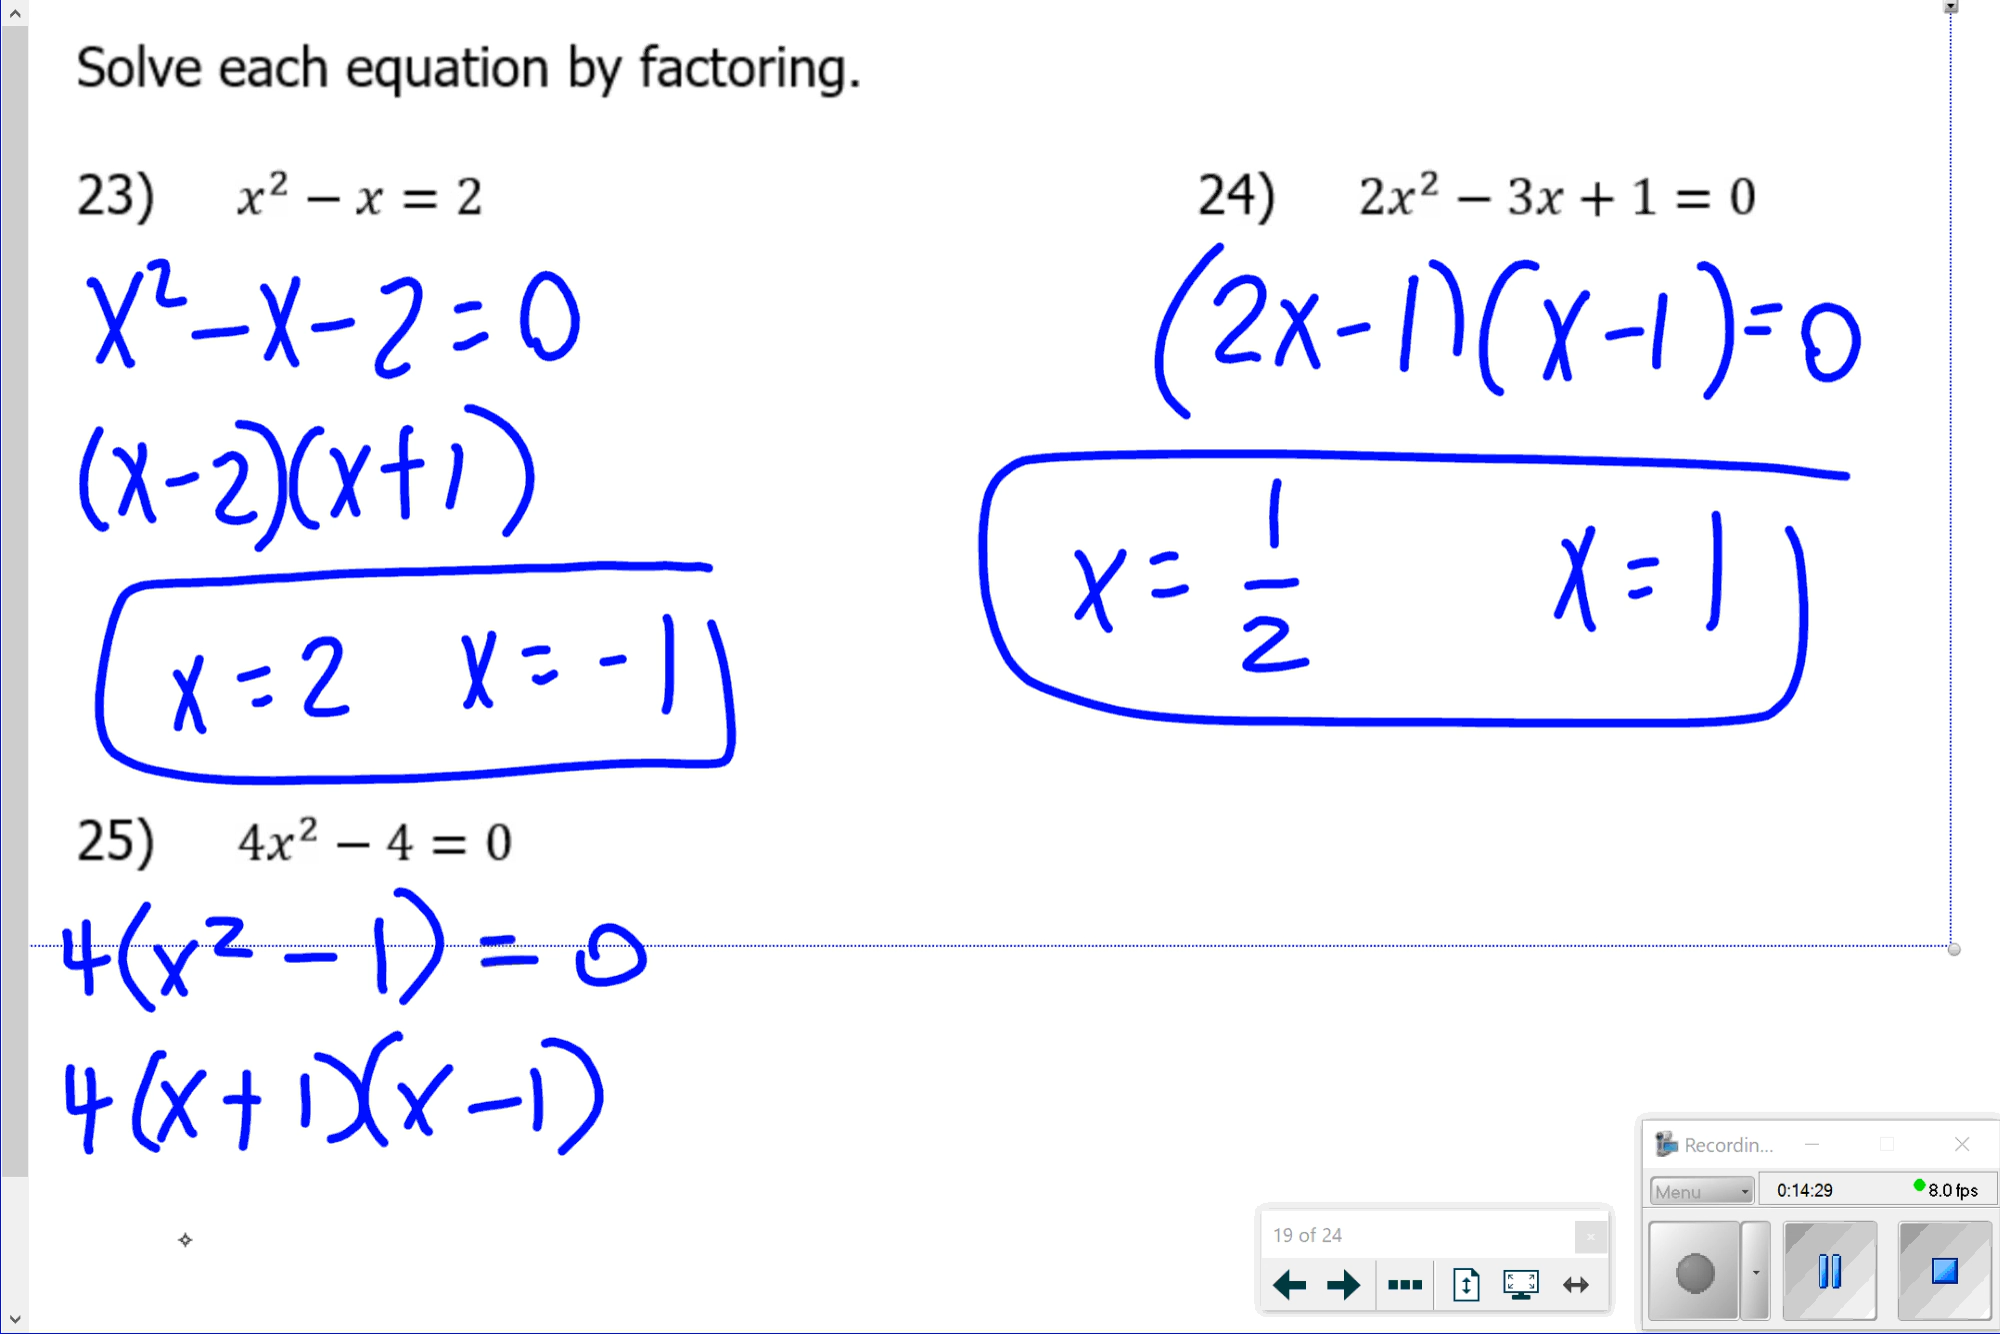 Solve each equation by factoring.
23) x² − x = 2
x² − x − 2 = 0
(x−2)(x+1)
x = 2 x = −1
24) 2x² − 3x + 1 = 0
(2x−1)(x−1)=0
x = 1/2 x = 1
25) 4x² − 4 = 0
4(x² − 1) = 0
4(x+1)(x−1)
19 of 24
Recordin...
Menu 0:14:29 8.0 fps